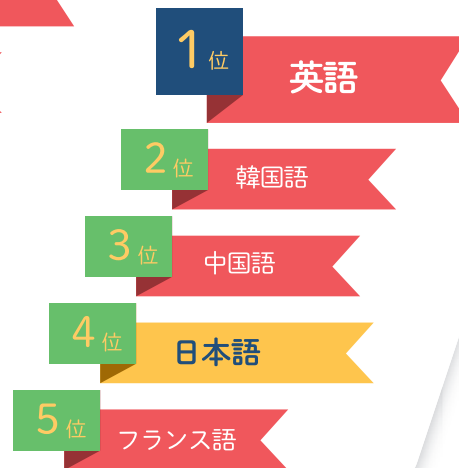 1位 英語
2位 韓国語
3位 中国語
4位 日本語
5位 フランス語